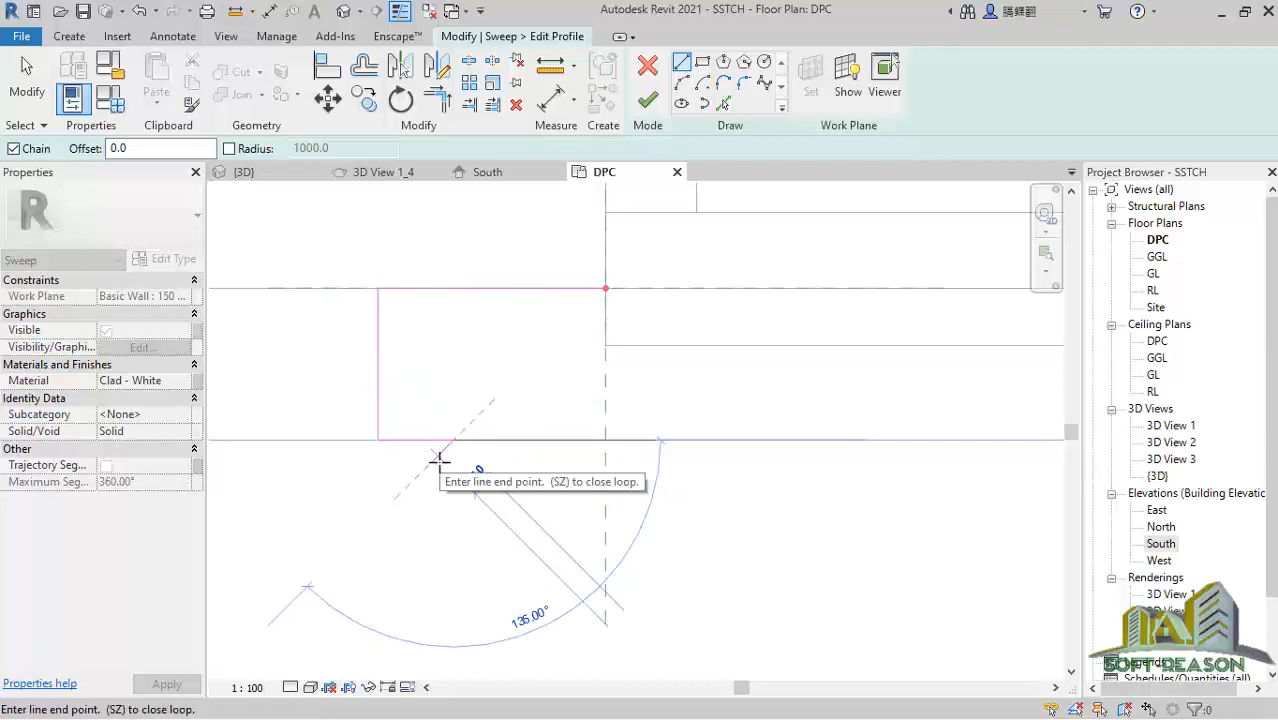 Autodesk Revit 2021 - SSTCH - Floor Plan: DPC
File Create Insert Annotate View Manage Add-Ins Enscape™ Modify | Sweep > Edit Profile
Modify Paste Cut Join Set Show Viewer
Select Properties Clipboard Geometry Modify Measure Create Mode Draw Work Plane
Chain Offset: 0.0 Radius: 1000.0
Properties
{3D} 3D View 1_4 South DPC
Project Browser - SSTCH
Sweep Edit Type
Constraints
Work Plane Basic Wall : 150 ...
Graphics
Visible
Visibility/Graphi... Edit...
Materials and Finishes
Material Clad - White
Identity Data
Subcategory <None>
Solid/Void Solid
Other
Trajectory Seg...
Maximum Seg... 360.00°
Properties help Apply
Enter line end point. (SZ) to close loop.
135.00°
2D
Views (all)
Structural Plans
Floor Plans
DPC
GGL
GL
RL
Site
Ceiling Plans
DPC
GGL
GL
RL
3D Views
3D View 1
3D View 2
3D View 3
{3D}
Elevations (Building Elevatic
East
North
South
West
Renderings
3D View 1
Legends
Schedules/Quantities (all)
SOFT REASON
1 : 100
Enter line end point. (SZ) to close loop.
:0